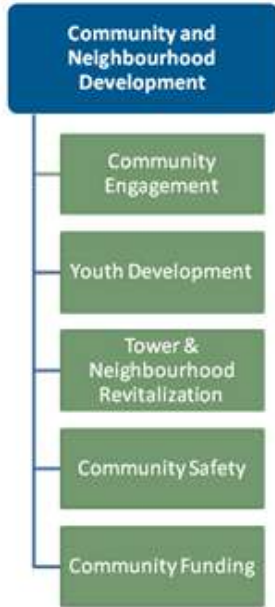 Community and
Neighbourhood
Development
Community
Engagement
Youth Development
Tower &
Neighbourhood
Revitalization
Community Safety
Community Funding